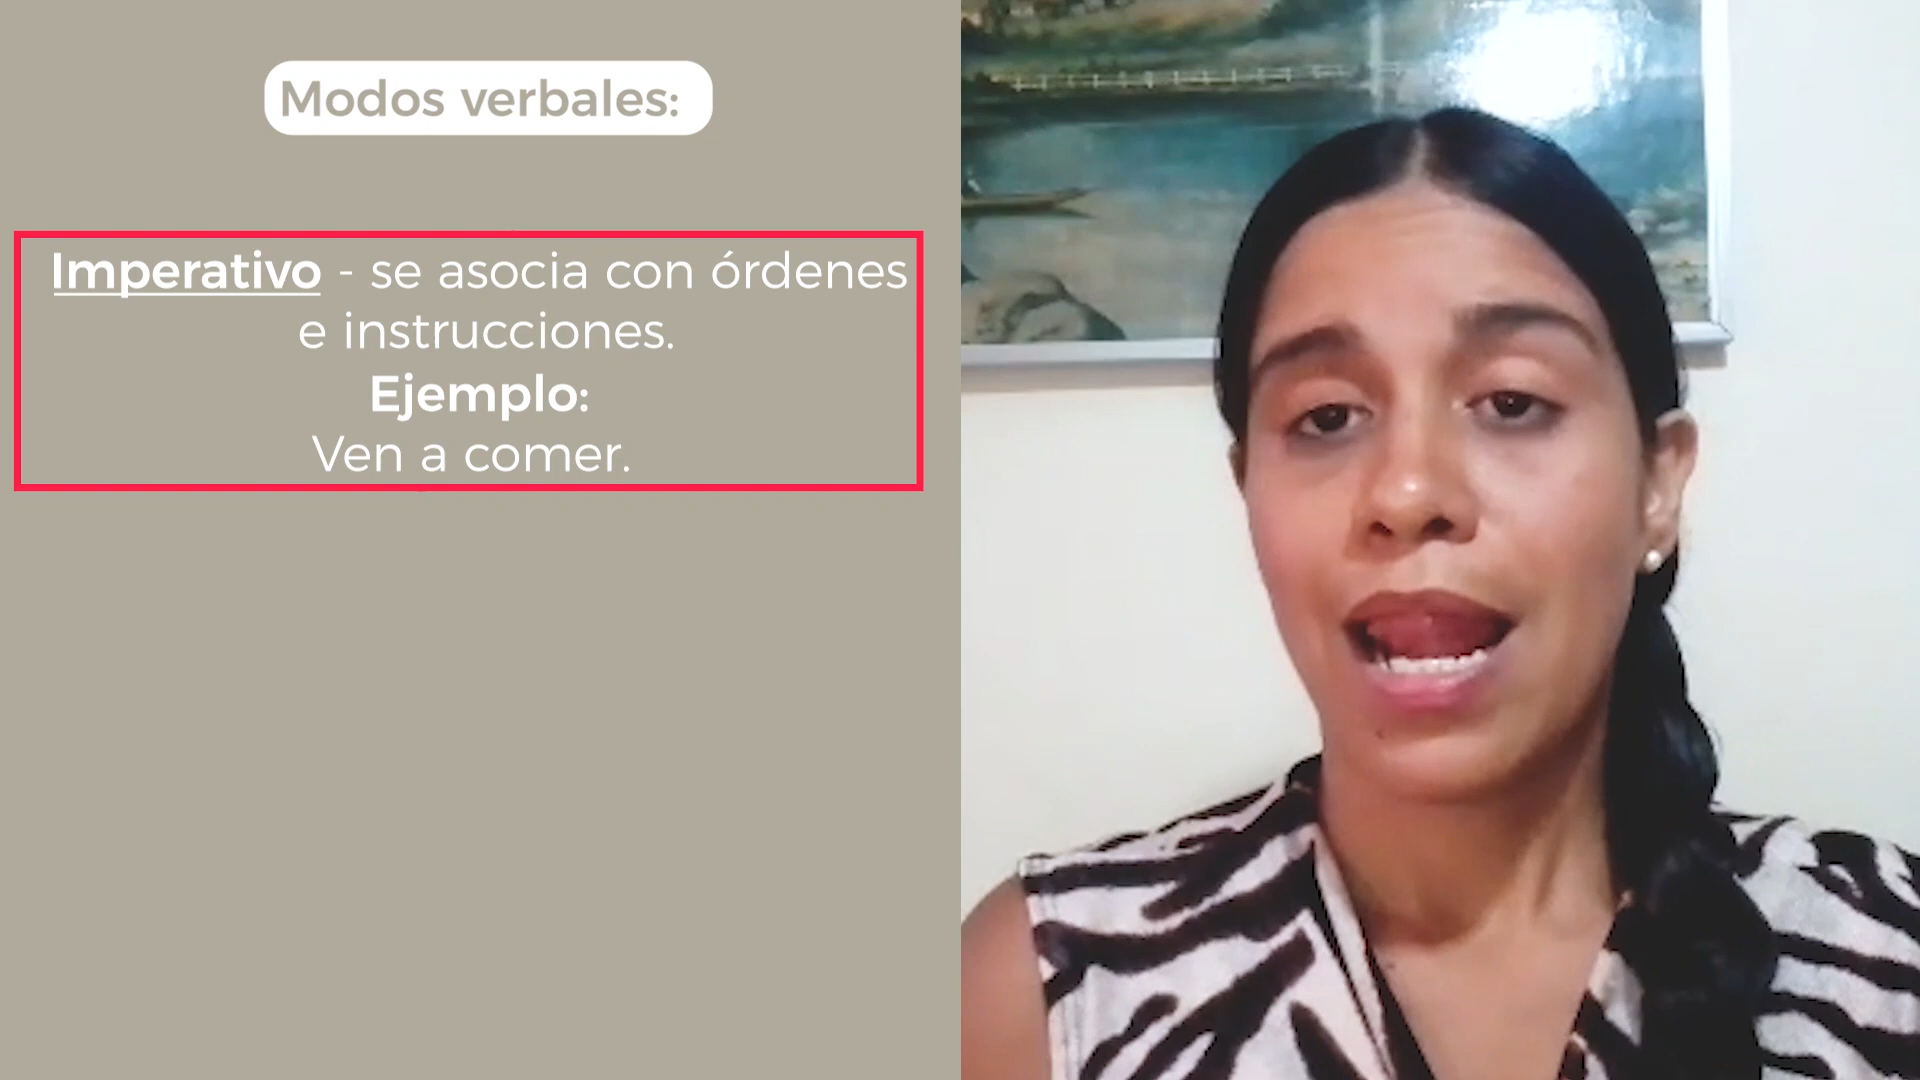 Modos verbales:
Imperativo - se asocia con órdenes
e instrucciones.
Ejemplo:
Ven a comer.